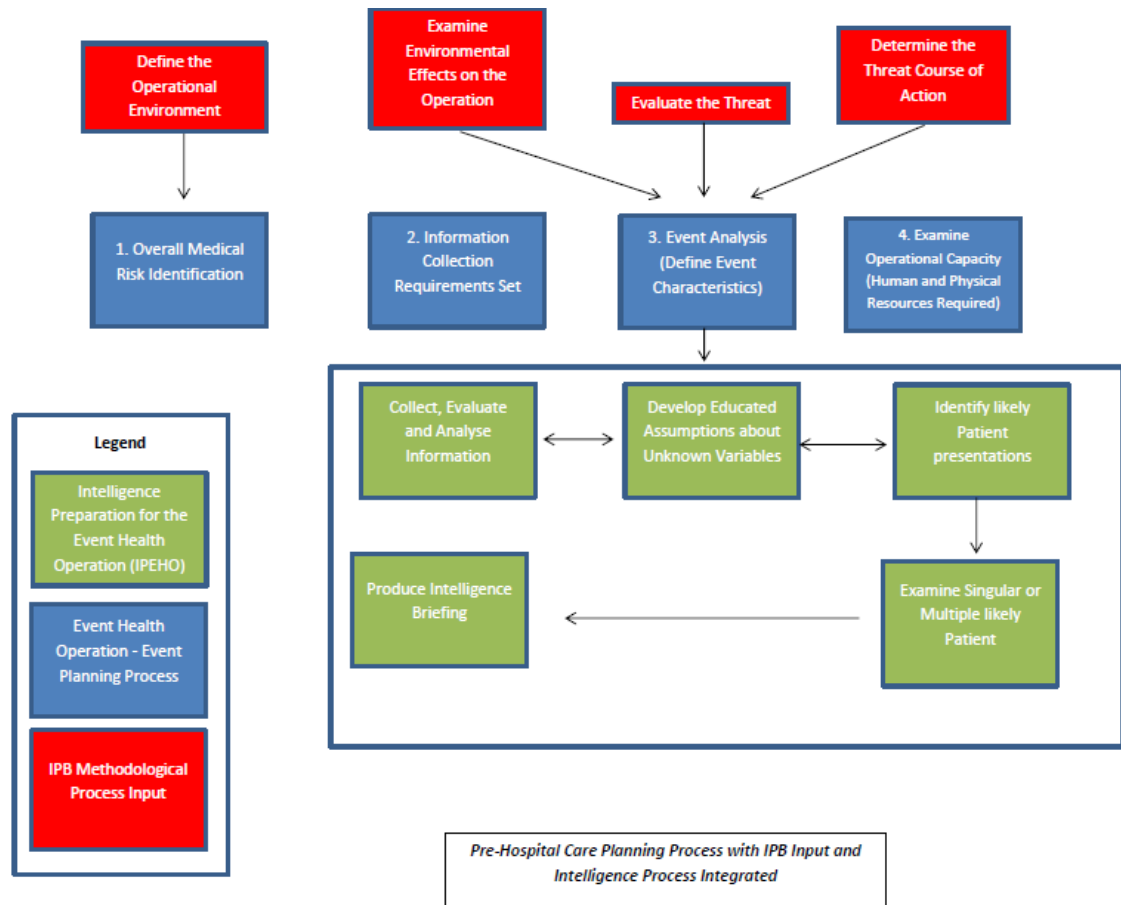 Define the
Operational
Environment
Examine
Environmental
Effects on the
Operation
Evaluate the Threat
Determine the
Threat Course of
Action
1. Overall Medical
Risk Identification
2. Information
Collection
Requirements Set
3. Event Analysis
(Define Event
Characteristics)
4. Examine
Operational Capacity
(Human and Physical
Resources Required)
Collect, Evaluate
and Analyse
Information
Develop Educated
Assumptions about
Unknown Variables
Identify likely
Patient
presentations
Produce Intelligence
Briefing
Examine Singular or
Multiple likely
Patient
Legend
Intelligence
Preparation for the
Event Health
Operation (IPEHO)
Event Health
Operation - Event
Planning Process
IPB Methodological
Process Input
Pre-Hospital Care Planning Process with IPB Input and
Intelligence Process Integrated